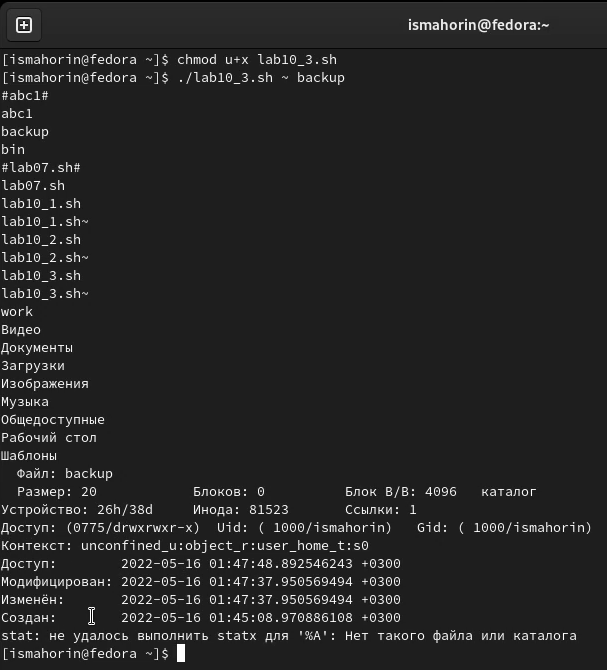 ismahorin@fedora:~
[ismahorin@fedora ~]$ chmod u+x lab10_3.sh
[ismahorin@fedora ~]$ ./lab10_3.sh ~ backup
#abc1#
abc1
backup
bin
#lab07.sh#
lab07.sh
lab10_1.sh
lab10_1.sh~
lab10_2.sh
lab10_2.sh~
lab10_3.sh
lab10_3.sh~
work
Видео
Документы
Загрузки
Изображения
Музыка
Общедоступные
Рабочий стол
Шаблоны
  Файл: backup
  Размер: 20            Блоков: 0          Блок В/В: 4096   каталог
Устройство: 26h/38d     Инода: 81523       Ссылки: 1
Доступ: (0775/drwxrwxr-x)  Uid: ( 1000/ismahorin)   Gid: ( 1000/ismahorin)
Контекст: unconfined_u:object_r:user_home_t:s0
Доступ:        2022-05-16 01:47:48.892546243 +0300
Модифицирован: 2022-05-16 01:47:37.950569494 +0300
Изменён:       2022-05-16 01:47:37.950569494 +0300
Создан:        2022-05-16 01:45:08.970886108 +0300
stat: не удалось выполнить statx для '%A': Нет такого файла или каталога
[ismahorin@fedora ~]$